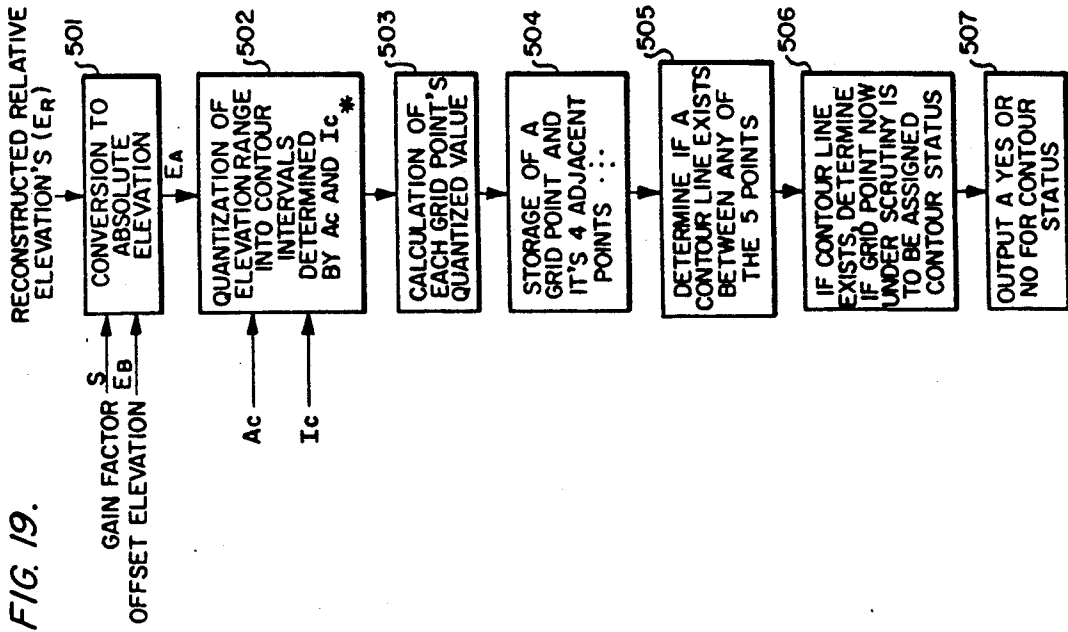 FIG. 19.
RECONSTRUCTED RELATIVE
ELEVATION'S (ER)
GAIN FACTOR S
OFFSET ELEVATION EB
501
CONVERSION TO
ABSOLUTE
ELEVATION
EA
502
QUANTIZATION OF
ELEVATION RANGE
INTO CONTOUR
INTERVALS
DETERMINED
BY AC AND IC *
Ac
Ic
503
CALCULATION OF
EACH GRID POINT'S
QUANTIZED VALUE
504
STORAGE OF A
GRID POINT AND
IT'S 4 ADJACENT
POINTS
505
DETERMINE IF A
CONTOUR LINE EXISTS
BETWEEN ANY OF
THE 5 POINTS
506
IF CONTOUR LINE
EXISTS, DETERMINE
IF GRID POINT NOW
UNDER SCRUTINY IS
TO BE ASSIGNED
CONTOUR STATUS
507
OUTPUT A YES OR
NO FOR CONTOUR
STATUS